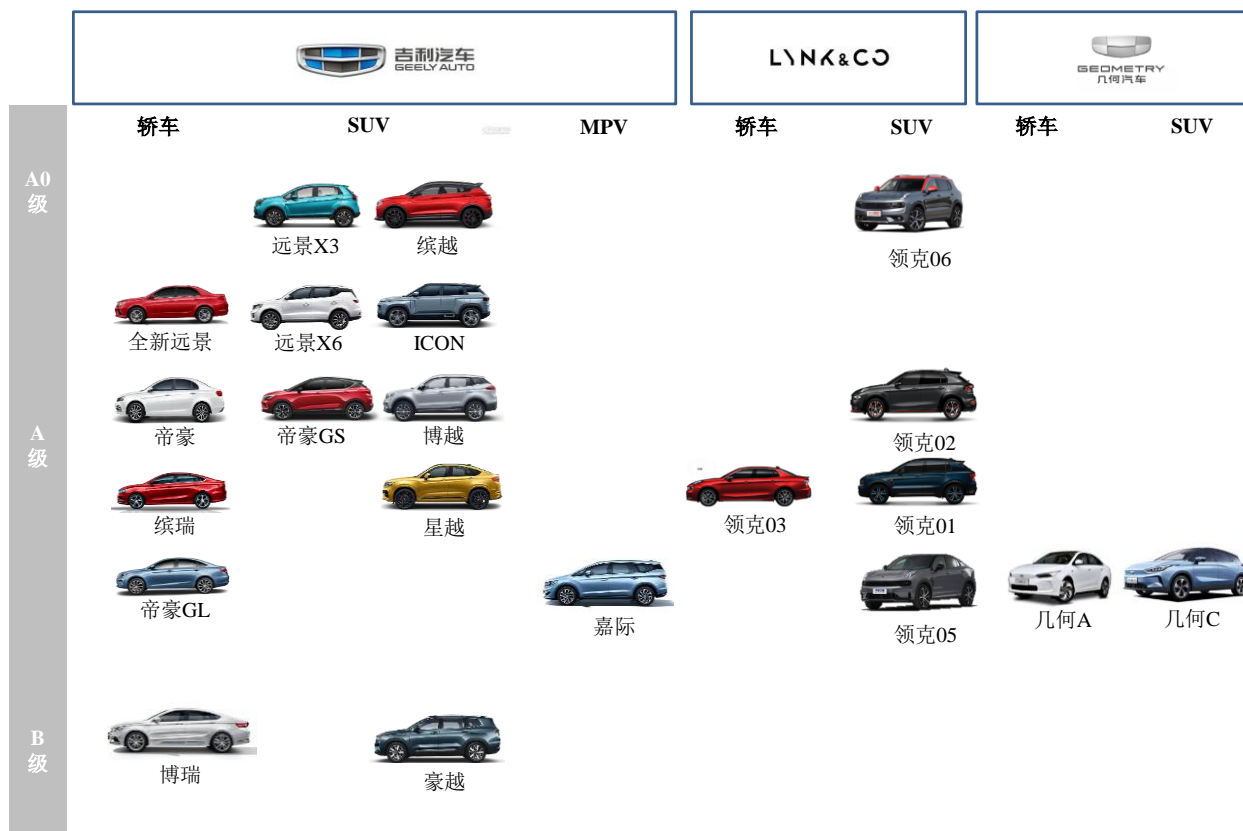 吉利汽车
GEELY AUTO
LYNK&CO
GEOMETRY
几何汽车
轿车 SUV MPV 轿车 SUV 轿车 SUV
A0
级
远景X3 缤越 领克06
全新远景 远景X6 ICON
帝豪 帝豪GS 博越 领克02
A
级
缤瑞 星越 领克03 领克01
帝豪GL 嘉际 领克05 几何A 几何C
B
级
博瑞 豪越